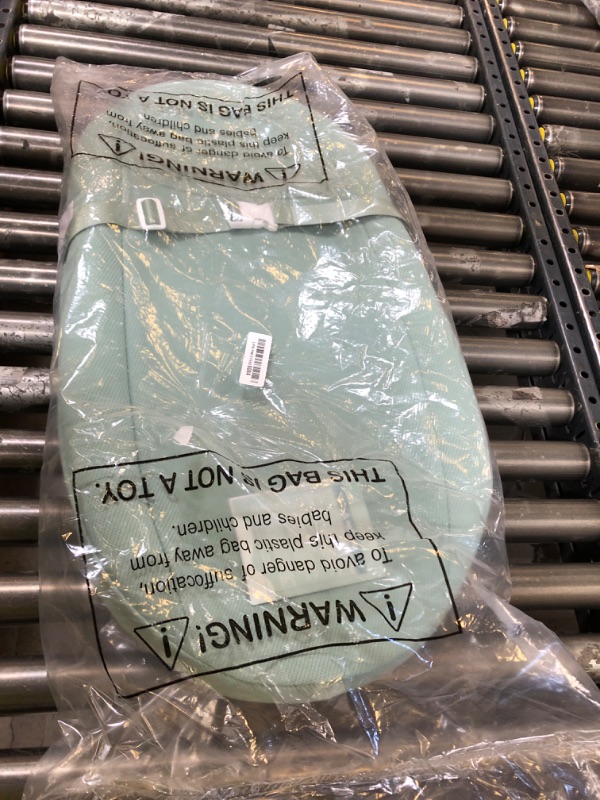 WARNING!
To avoid danger of suffocation,
keep this plastic bag away from
babies and children.
THIS BAG IS NOT A TOY.
WARNING!
To avoid danger of suffocation,
keep this plastic bag away from
babies and children.
THIS BAG IS NOT A TOY.